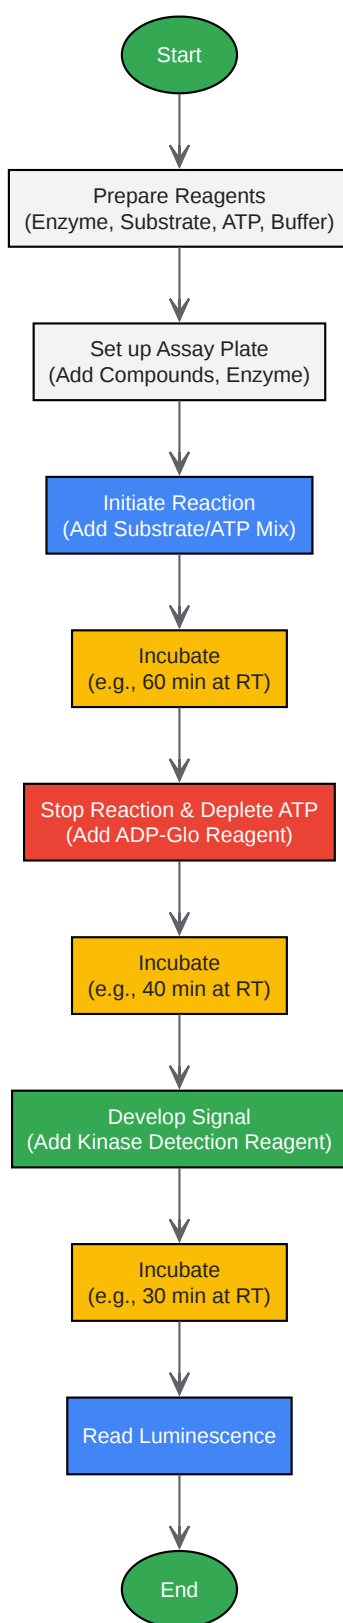 Start
Prepare Reagents
(Enzyme, Substrate, ATP, Buffer)
Set up Assay Plate
(Add Compounds, Enzyme)
Initiate Reaction
(Add Substrate/ATP Mix)
Incubate
(e.g., 60 min at RT)
Stop Reaction & Deplete ATP
(Add ADP-Glo Reagent)
Incubate
(e.g., 40 min at RT)
Develop Signal
(Add Kinase Detection Reagent)
Incubate
(e.g., 30 min at RT)
Read Luminescence
End